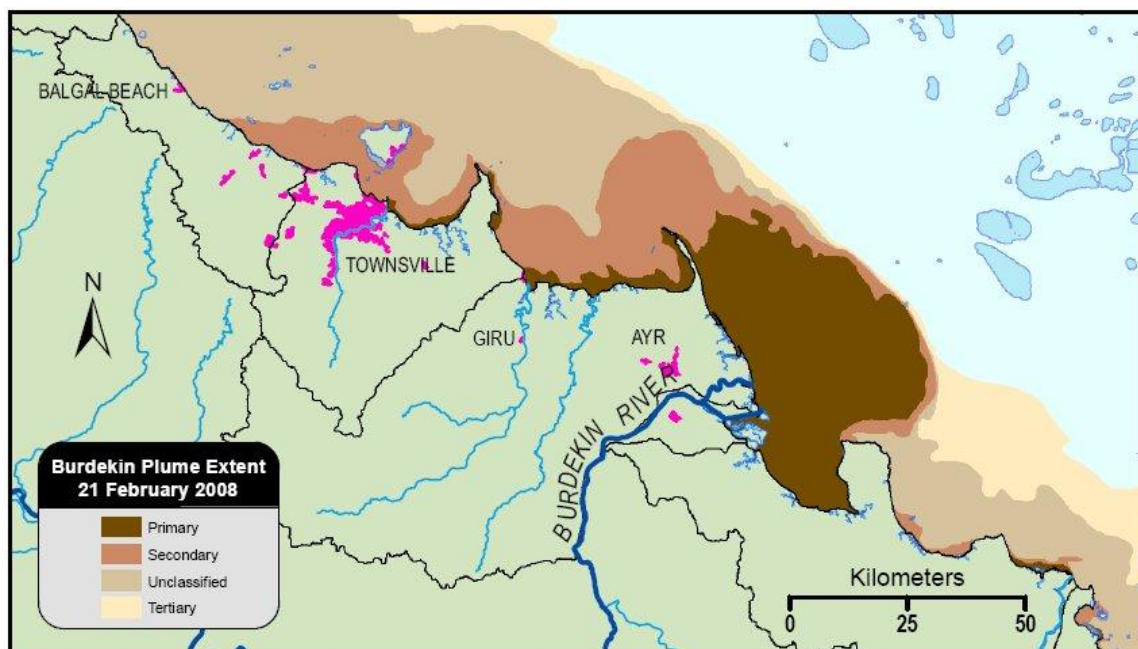 BALGAL BEACH
N
TOWNSVILLE
GIRU
AYR
BURDEKIN RIVER
Burdekin Plume Extent
21 February 2008
Primary
Secondary
Unclassified
Tertiary
Kilometers
0 25 50